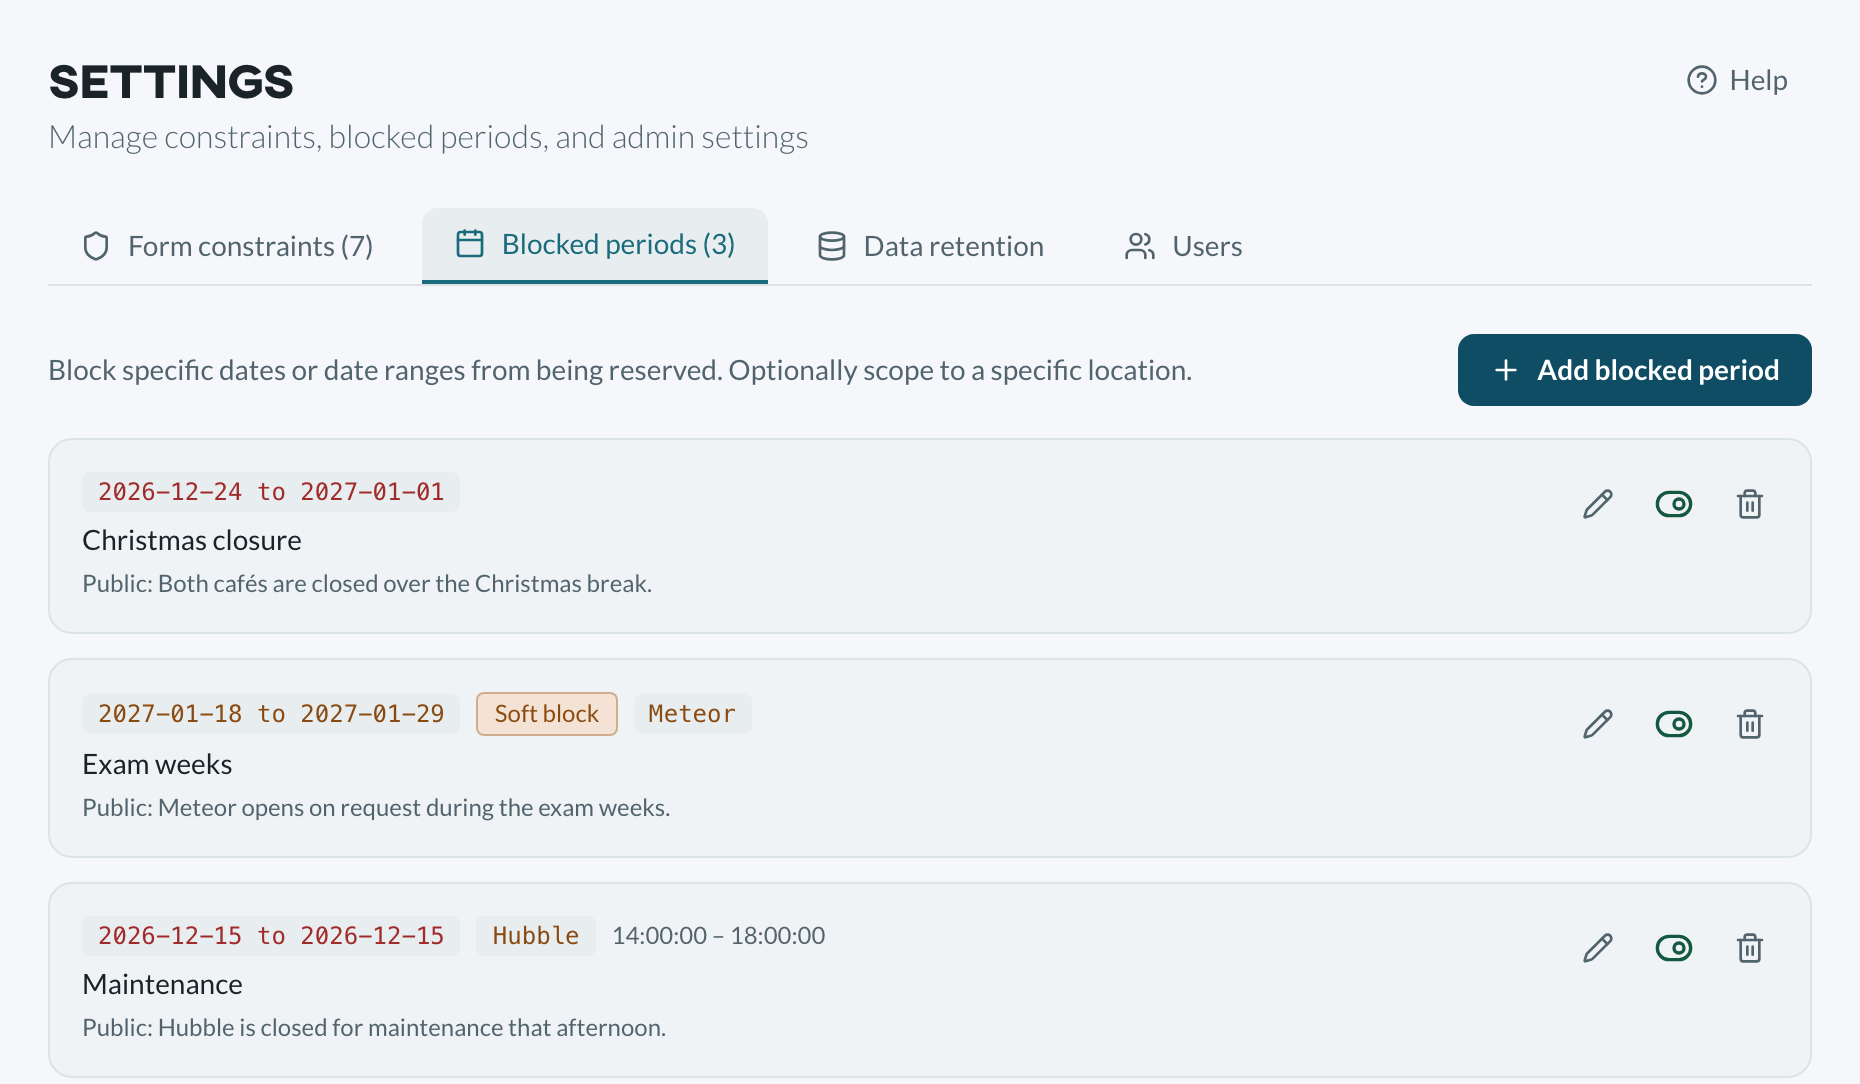 SETTINGS
Help
Manage constraints, blocked periods, and admin settings
Form constraints (7)
Blocked periods (3)
Data retention
Users
Block specific dates or date ranges from being reserved. Optionally scope to a specific location.
Add blocked period
2026-12-24 to 2027-01-01
Christmas closure
Public: Both cafés are closed over the Christmas break.
2027-01-18 to 2027-01-29 Soft block Meteor
Exam weeks
Public: Meteor opens on request during the exam weeks.
2026-12-15 to 2026-12-15 Hubble 14:00:00 – 18:00:00
Maintenance
Public: Hubble is closed for maintenance that afternoon.